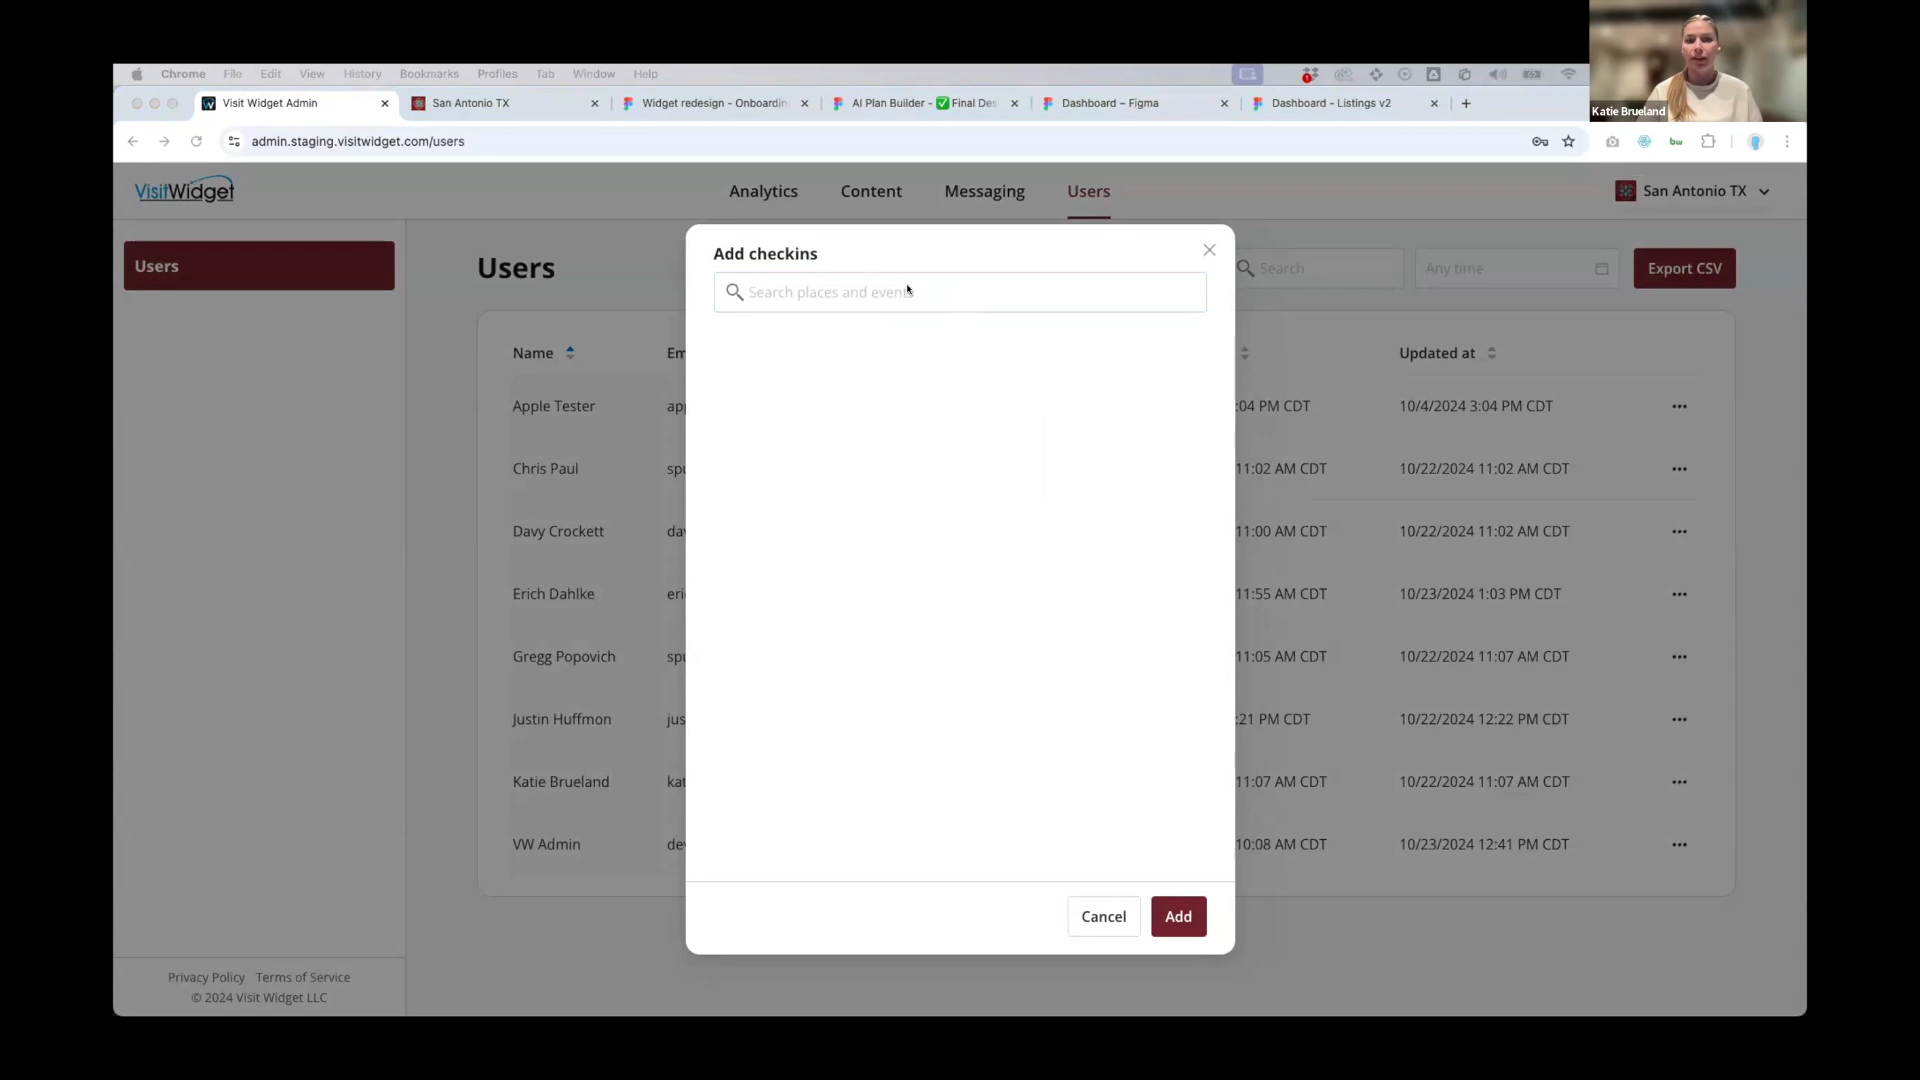 Chrome File Edit View History Bookmarks Profiles Tab Window Help
Visit Widget Admin
San Antonio TX
Widget redesign - Onboardin
AI Plan Builder - ✅ Final Des
Dashboard – Figma
Dashboard - Listings v2
Katie Brueland
admin.staging.visitwidget.com/users
bw
VisitWidget
Analytics Content Messaging Users
San Antonio TX
Users
Users
Search
Any time
Export CSV
Add checkins
Search places and events
Name Em Updated at
Apple Tester app :04 PM CDT 10/4/2024 3:04 PM CDT
Chris Paul spu 11:02 AM CDT 10/22/2024 11:02 AM CDT
Davy Crockett dav 11:00 AM CDT 10/22/2024 11:02 AM CDT
Erich Dahlke eri 11:55 AM CDT 10/23/2024 1:03 PM CDT
Gregg Popovich spu 11:05 AM CDT 10/22/2024 11:07 AM CDT
Justin Huffmon jus :21 PM CDT 10/22/2024 12:22 PM CDT
Katie Brueland kat 11:07 AM CDT 10/22/2024 11:07 AM CDT
VW Admin dev 10:08 AM CDT 10/23/2024 12:41 PM CDT
Cancel Add
Privacy Policy Terms of Service
© 2024 Visit Widget LLC